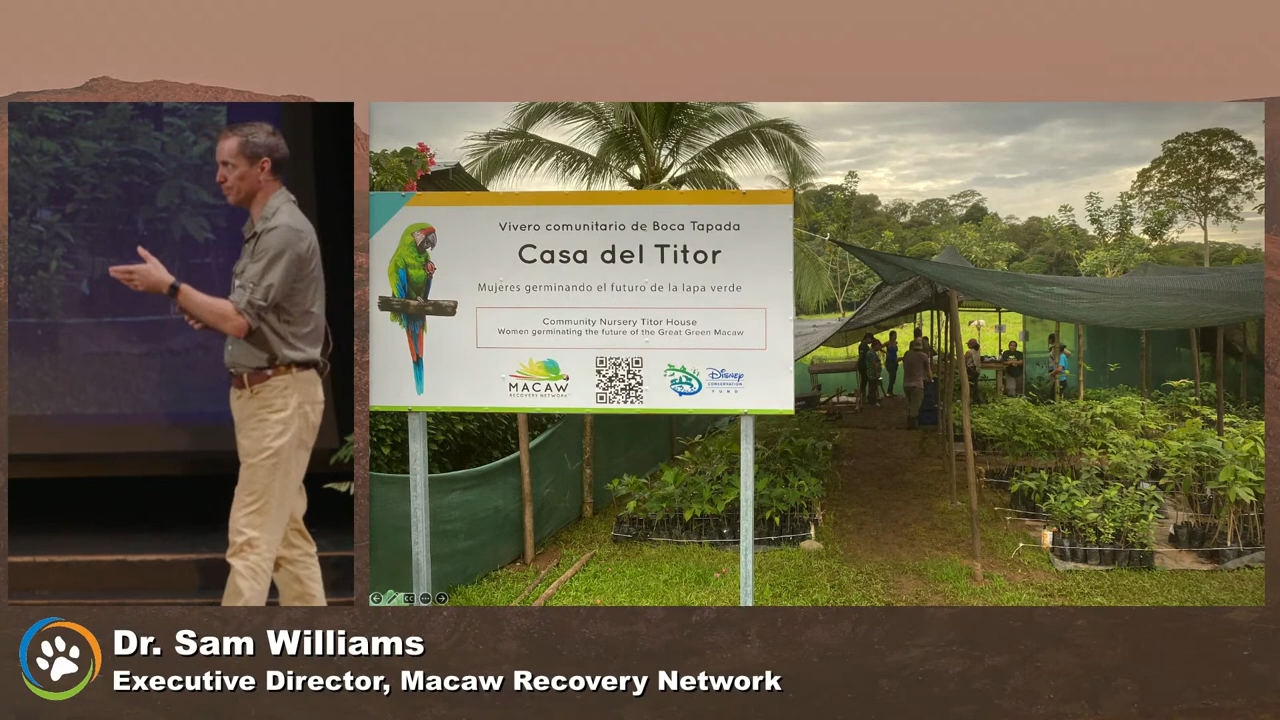 Vivero comunitario de Boca Tapada
Casa del Titor
Mujeres germinando el futuro de la lapa verde
Community Nursery Titor House
Women germinating the future of the Great Green Macaw
MACAW
RECOVERY NETWORK
DISNEY
CONSERVATION
FUND
CC
Dr. Sam Williams
Executive Director, Macaw Recovery Network